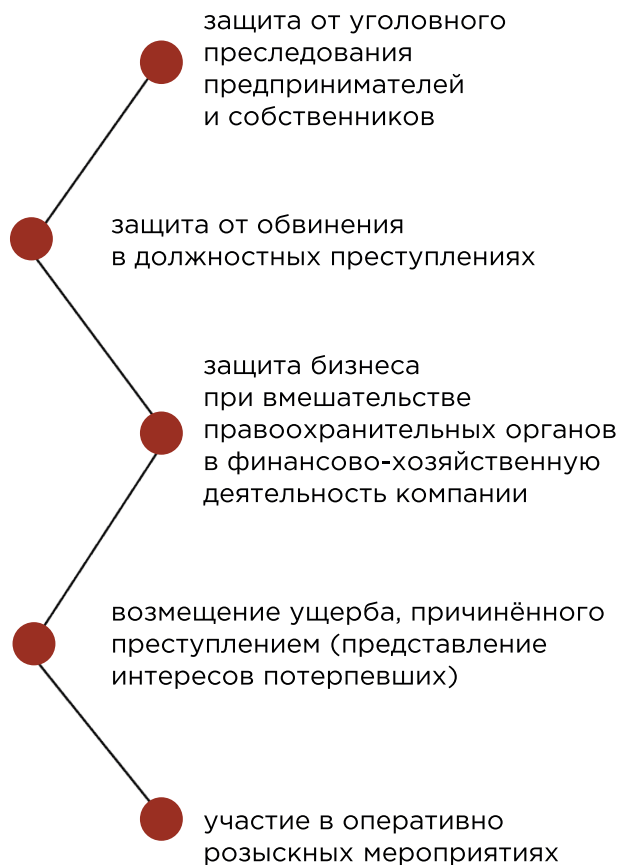 защита от уголовного
преследования
предпринимателей
и собственников
защита от обвинения
в должностных преступлениях
защита бизнеса
при вмешательстве
правоохранительных органов
в финансово-хозяйственную
деятельность компании
возмещение ущерба, причинённого
преступлением (представление
интересов потерпевших)
участие в оперативно
розыскных мероприятиях